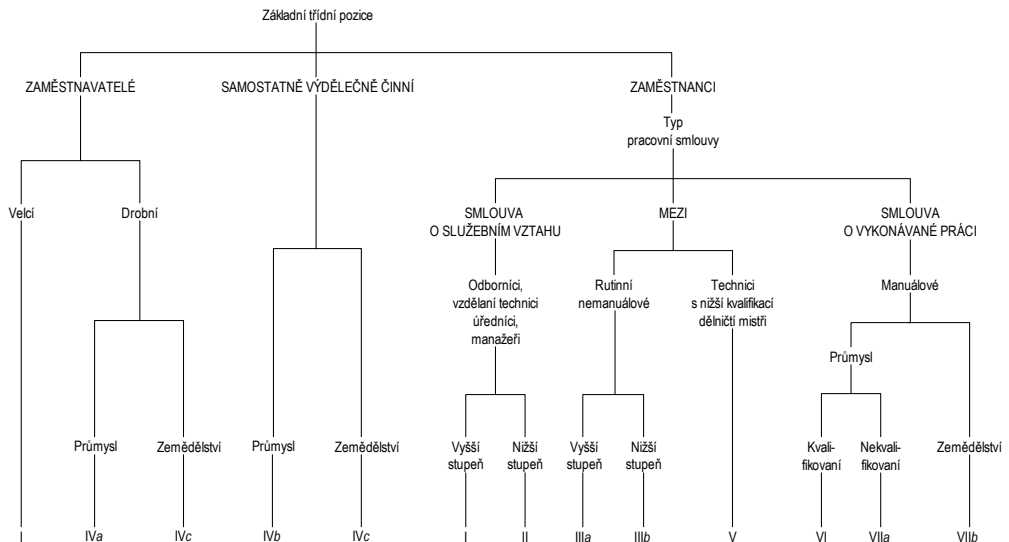 Základní třídní pozice
ZAMĚSTNAVATELÉ
SAMOSTATNĚ VÝDĚLEČNĚ ČINNÍ
ZAMĚSTNANCI
Typ
pracovní smlouvy
Velcí
Drobní
SMLOUVA
O SLUŽEBNÍM VZTAHU
MEZI
SMLOUVA
O VYKONÁVANÉ PRÁCI
Odborníci,
vzdělaní technici
úředníci,
manažeři
Rutinní
nemanuálové
Technici
s nižší kvalifikací
dělničtí mistři
Manuálové
Průmysl
Průmysl
Zemědělství
Průmysl
Zemědělství
Vyšší
stupeň
Nižší
stupeň
Vyšší
stupeň
Nižší
stupeň
Kvali-
fikovaní
Nekvali-
fikovaní
Zemědělství
I
IVa
IVc
IVb
IVc
I
II
IIIa
IIIb
V
VI
VIIa
VIIb